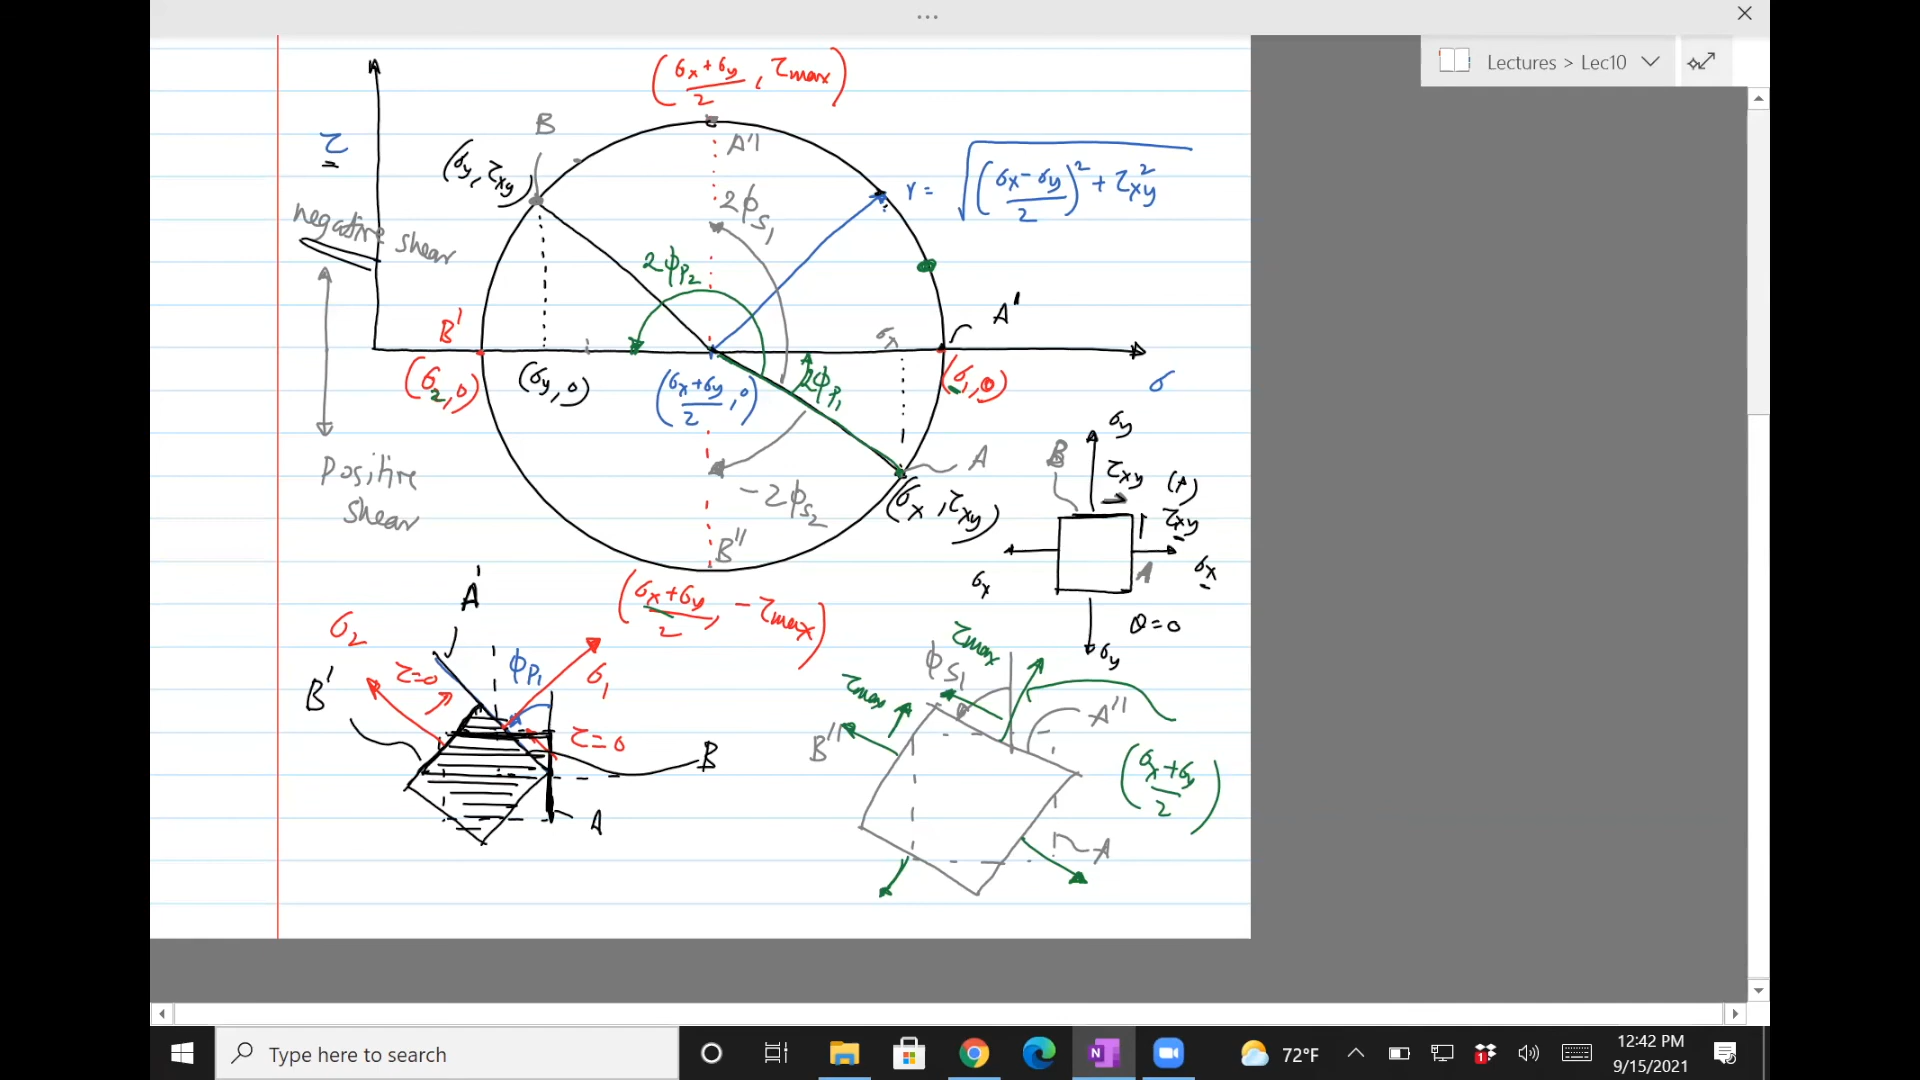 Lectures > Lec10
(σx+σy/2, τmax)
B
τ
A''
(σy, τxy)
r = √((σx-σy/2)² + τxy²)
2ϕs1
negative shear
2ϕp2
A'
B'
σx
(σ2,0)
(σy,0)
(σx+σy/2, 0)
2ϕp1
(σ1,0)
σ
σy
Positive
shear
A
B
τxy (A)
-2ϕs2
(σx, τxy)
τxy
B''
A
σx
σx
A'
(σx+σy/2, -τmax)
θ=0
σ2
τmax
σy
τ=0
ϕp1
σ1
ϕs1
B'
τmax
A''
τ=0
B''
B
(σx+σy/2)
A
A
Type here to search
72°F
1
12:42 PM
9/15/2021